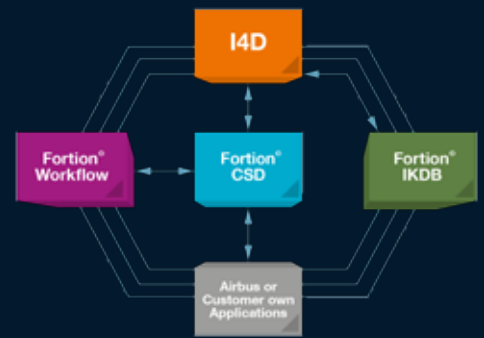 I4D
Fortion®
Workflow
Fortion®
CSD
Fortion®
IKDB
Airbus or
Customer own
Applications